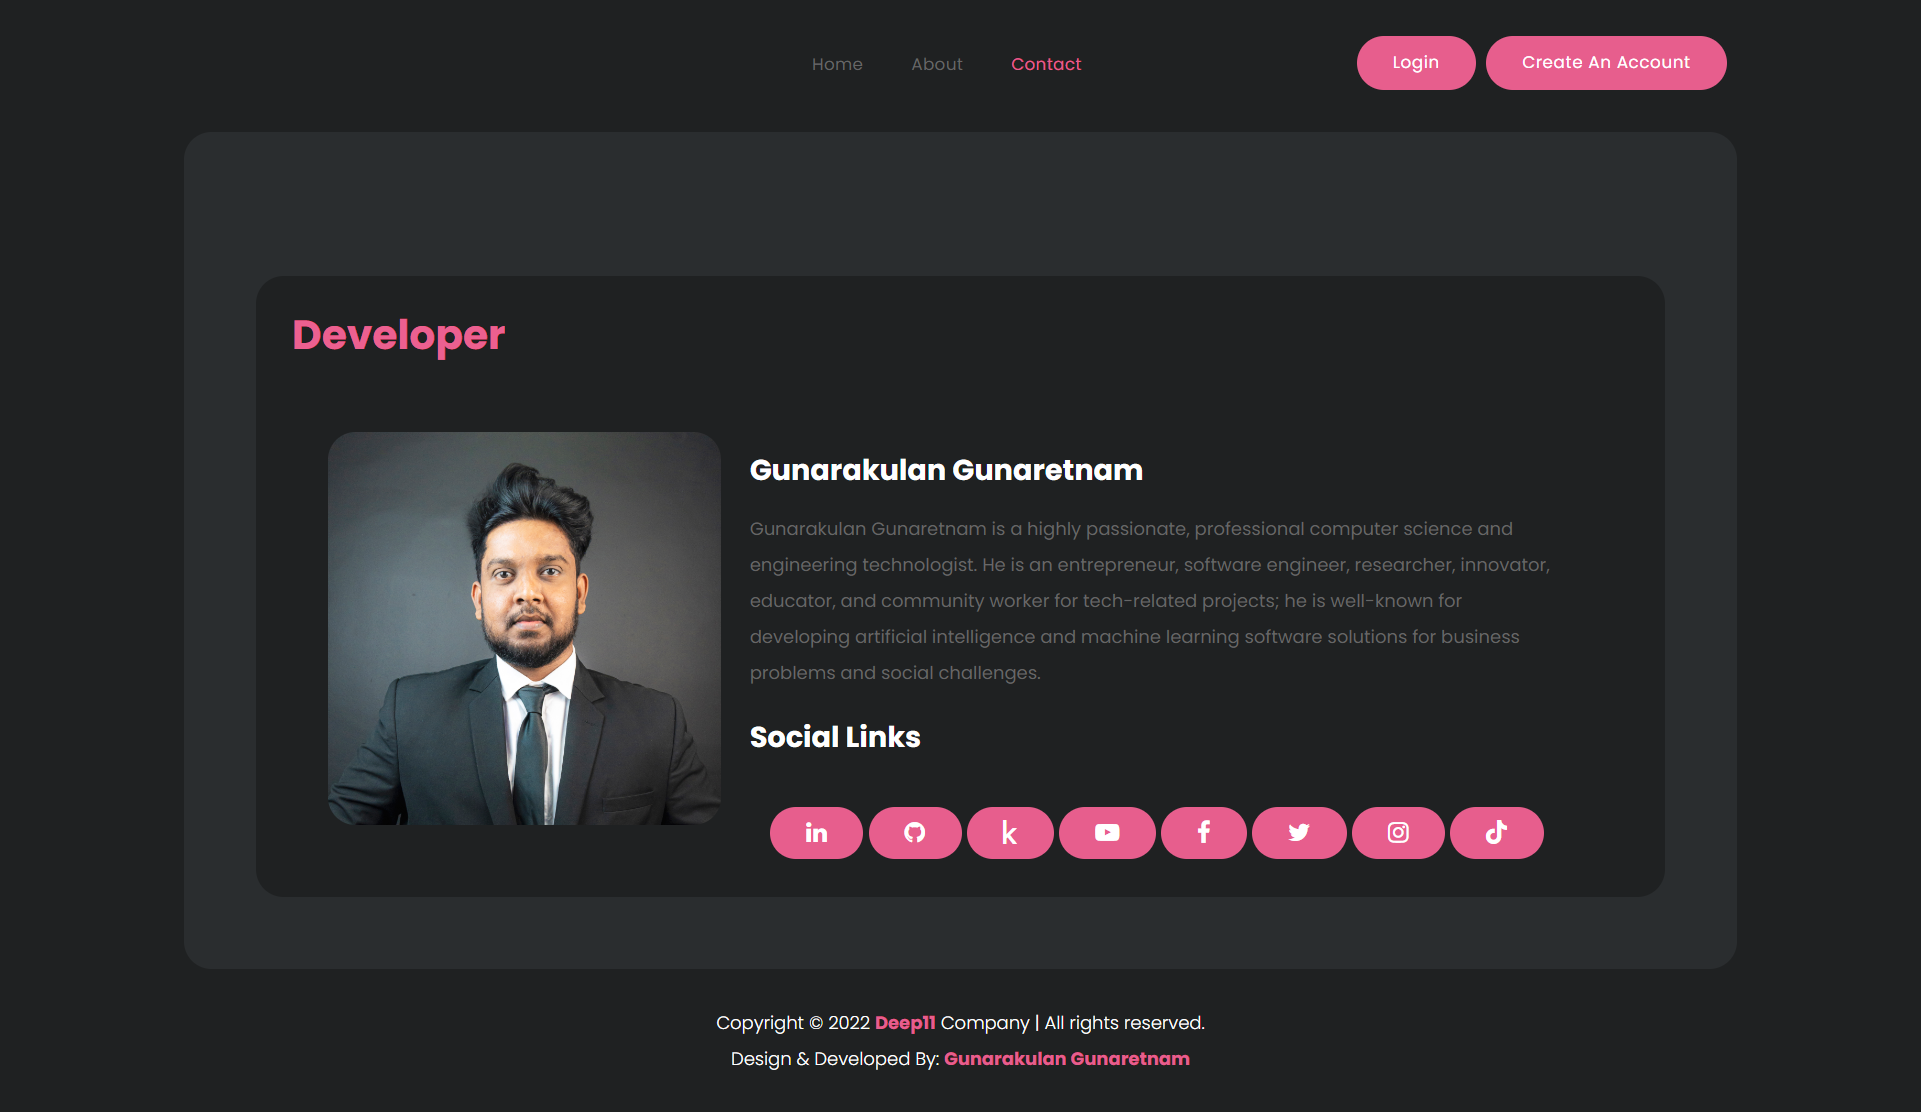 Home About Contact Login Create An Account
Developer
Gunarakulan Gunaretnam
Gunarakulan Gunaretnam is a highly passionate, professional computer science and
engineering technologist. He is an entrepreneur, software engineer, researcher, innovator,
educator, and community worker for tech-related projects; he is well-known for
developing artificial intelligence and machine learning software solutions for business
problems and social challenges.
Social Links
Copyright © 2022 Deep11 Company | All rights reserved.
Design & Developed By: Gunarakulan Gunaretnam